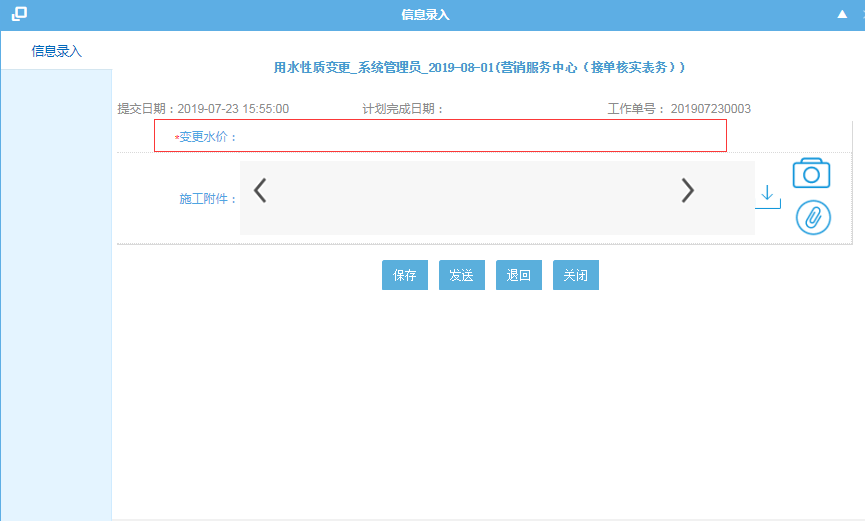 信息录入
信息录入
用水性质变更_系统管理员_2019-08-01(营销服务中心（接单核实表务）)
提交日期：2019-07-23 15:55:00 计划完成日期： 工作单号： 201907230003
*变更水价：
施工附件：
保存 发送 退回 关闭